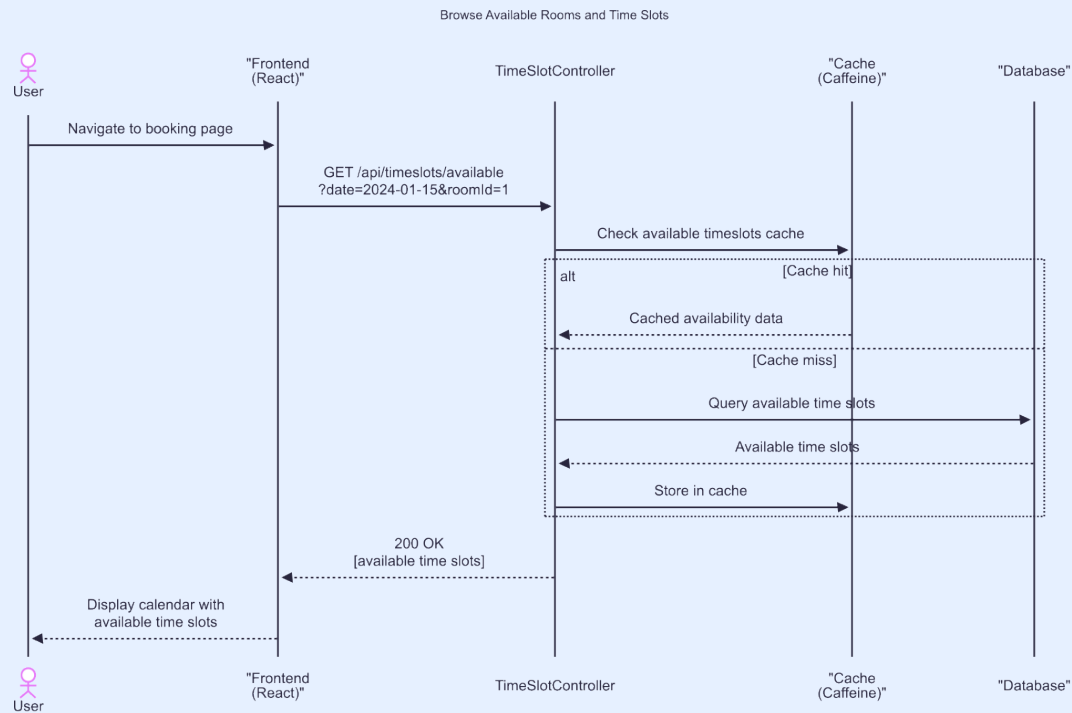 Browse Available Rooms and Time Slots
User
"Frontend
(React)"
TimeSlotController
"Cache
(Caffeine)"
"Database"
Navigate to booking page
GET /api/timeslots/available
?date=2024-01-15&roomId=1
Check available timeslots cache
alt
[Cache hit]
Cached availability data
[Cache miss]
Query available time slots
Available time slots
Store in cache
200 OK
[available time slots]
Display calendar with
available time slots
User
"Frontend
(React)"
TimeSlotController
"Cache
(Caffeine)"
"Database"